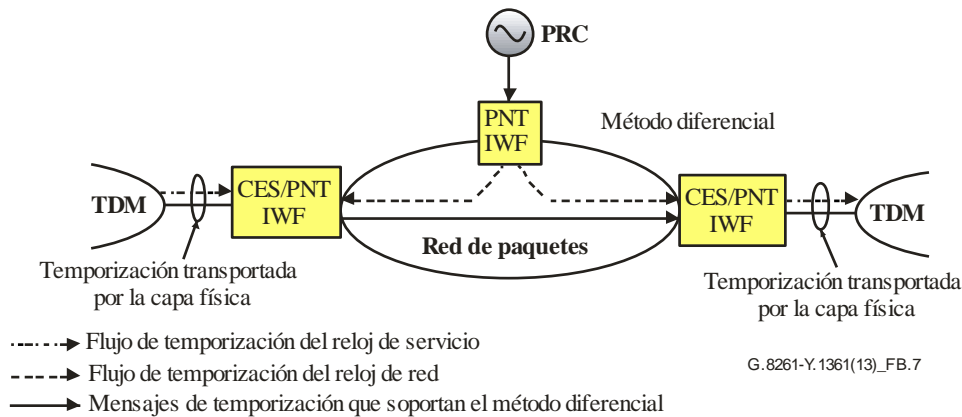 PRC
PNT
IWF
Método diferencial
TDM
CES/PNT
IWF
CES/PNT
IWF
TDM
Red de paquetes
Temporización transportada
por la capa física
Temporización transportada
por la capa física
Flujo de temporización del reloj de servicio
Flujo de temporización del reloj de red
Mensajes de temporización que soportan el método diferencial
G.8261-Y.1361(13)_FB.7